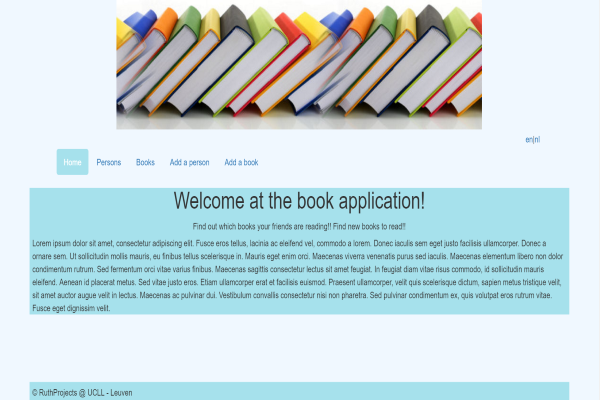 en|nl
Home Persons Books Add a person Add a book
Welcome at the book application!
Find out which books your friends are reading!! Find new books to read!!
Lorem ipsum dolor sit amet, consectetur adipiscing elit. Fusce eros tellus, lacinia ac eleifend vel, commodo a lorem. Donec iaculis sem eget justo facilisis ullamcorper. Donec a
ornare sem. Ut sollicitudin mollis mauris, eu finibus tellus scelerisque in. Mauris eget enim orci. Maecenas viverra venenatis purus sed iaculis. Maecenas elementum libero non dolor
condimentum rutrum. Sed fermentum orci vitae varius finibus. Maecenas sagittis consectetur lectus sit amet feugiat. In feugiat diam vitae risus commodo, id sollicitudin mauris
eleifend. Aenean id placerat metus. Sed vitae justo eros. Etiam ullamcorper erat et facilisis euismod. Praesent ullamcorper, velit quis scelerisque dictum, sapien metus tristique velit,
sit amet auctor augue velit in lectus. Maecenas ac pulvinar dui. Vestibulum convallis consectetur nisi non pharetra. Sed pulvinar condimentum ex, quis volutpat eros rutrum vitae.
Fusce eget dignissim velit.
© RuthProjects @ UCLL - Leuven